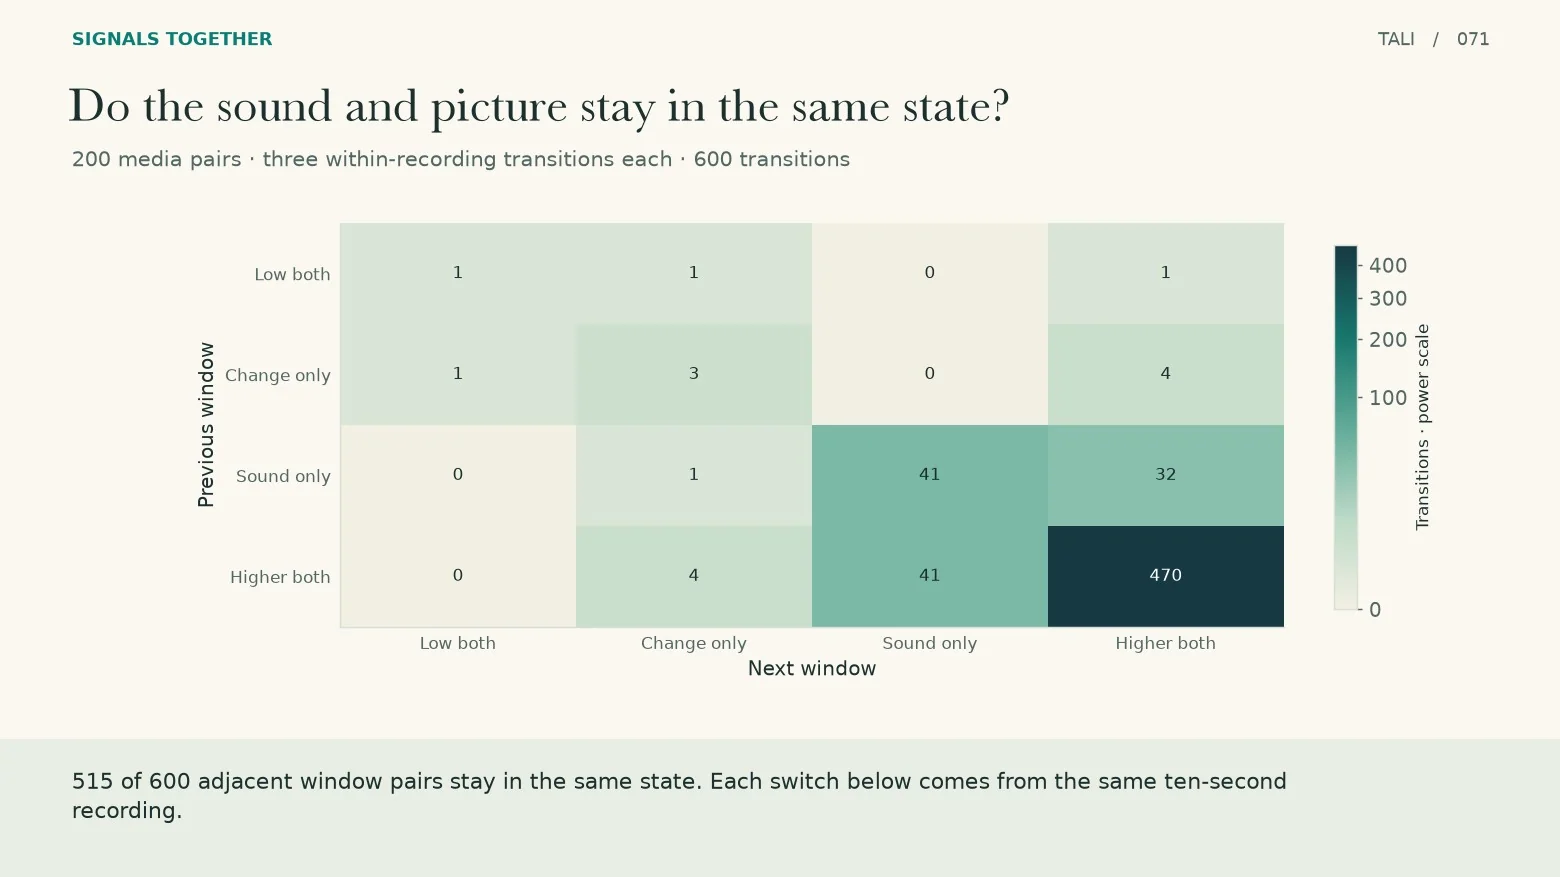 SIGNALS TOGETHER
TALI / 071
Do the sound and picture stay in the same state?
200 media pairs · three within-recording transitions each · 600 transitions
Previous window
Low both 1 1 0 1
Change only 1 3 0 4
Sound only 0 1 41 32
Higher both 0 4 41 470
Low both Change only Sound only Higher both
Next window
400
300
200
100
0
Transitions · power scale
515 of 600 adjacent window pairs stay in the same state. Each switch below comes from the same ten-second
recording.